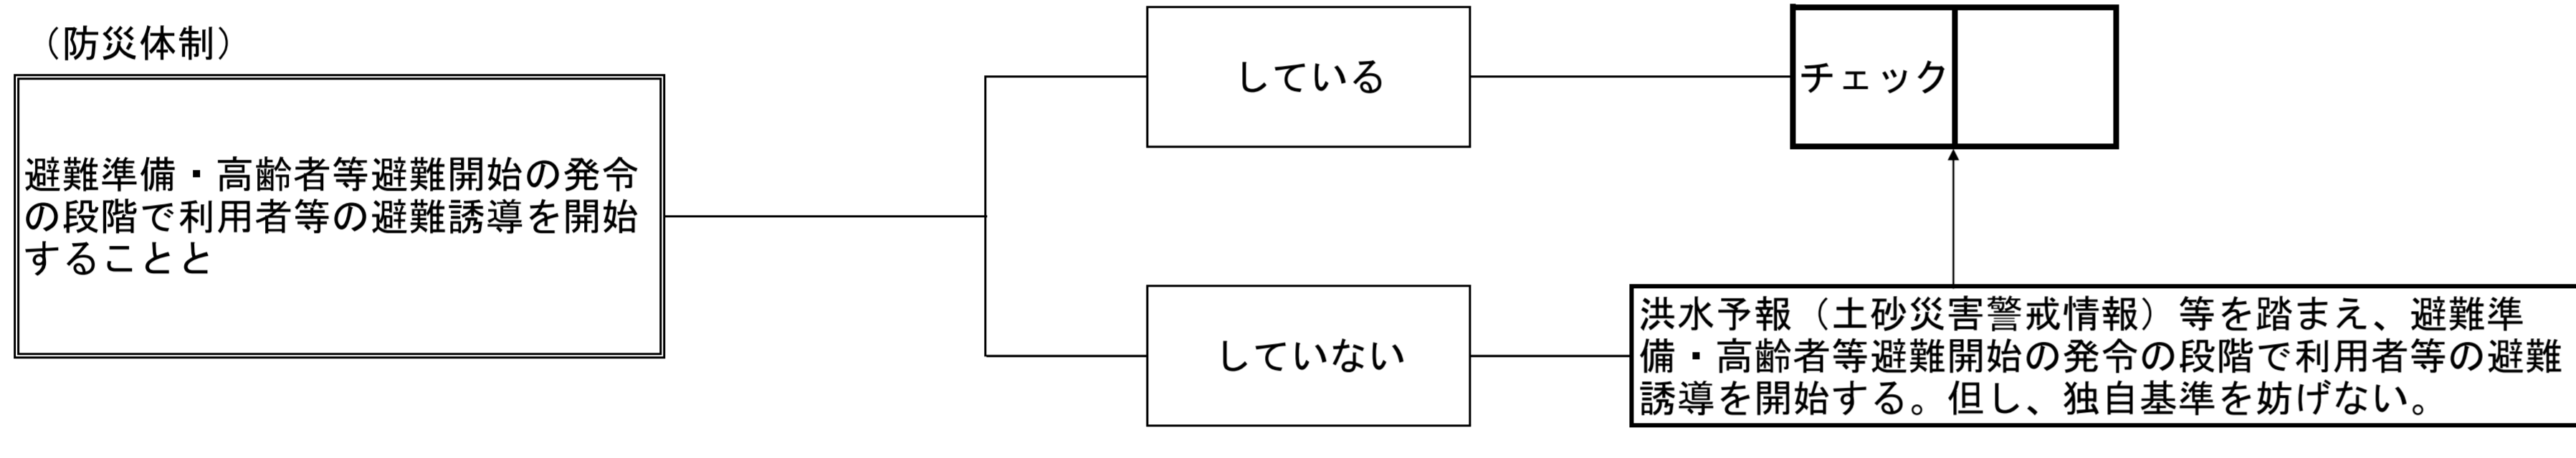 （防災体制）
避難準備・高齢者等避難開始の発令
の段階で利用者等の避難誘導を開始
することと
している
チェック
していない
洪水予報（土砂災害警戒情報）等を踏まえ、避難準
備・高齢者等避難開始の発令の段階で利用者等の避難
誘導を開始する。但し、独自基準を妨げない。